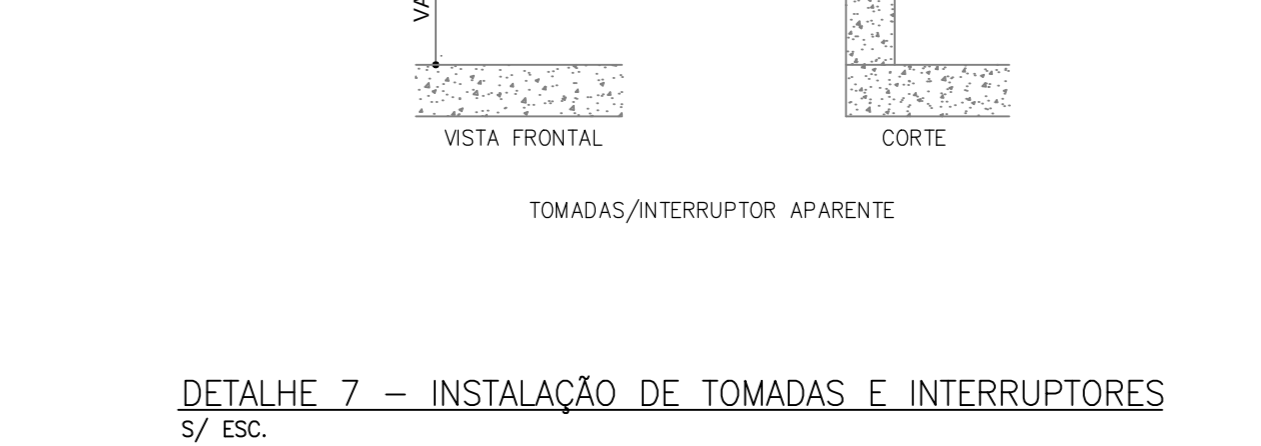 VISTA FRONTAL
CORTE
TOMADAS/INTERRUPTOR APARENTE
DETALHE 7 – INSTALAÇÃO DE TOMADAS E INTERRUPTORES
S/ ESC.